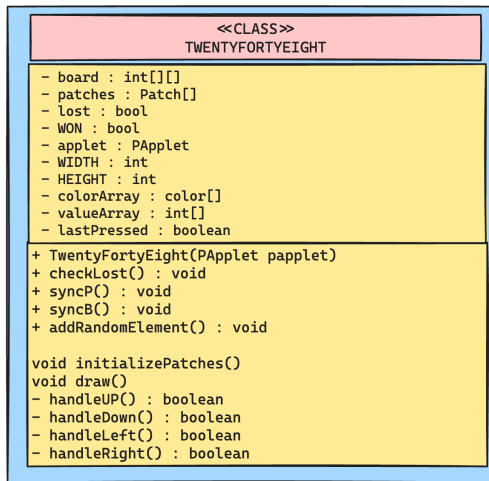 <<CLASS>>
TWENTYFORTYEIGHT
- board : int[][]
- patches : Patch[]
- lost : bool
- WON : bool
- applet : PApplet
- WIDTH : int
- HEIGHT : int
- colorArray : color[]
- valueArray : int[]
- lastPressed : boolean
+ TwentyFortyEight(PApplet papplet)
+ checkLost() : void
+ syncP() : void
+ syncB() : void
+ addRandomElement() : void
void initializePatches()
void draw()
- handleUP() : boolean
- handleDown() : boolean
- handleLeft() : boolean
- handleRight() : boolean